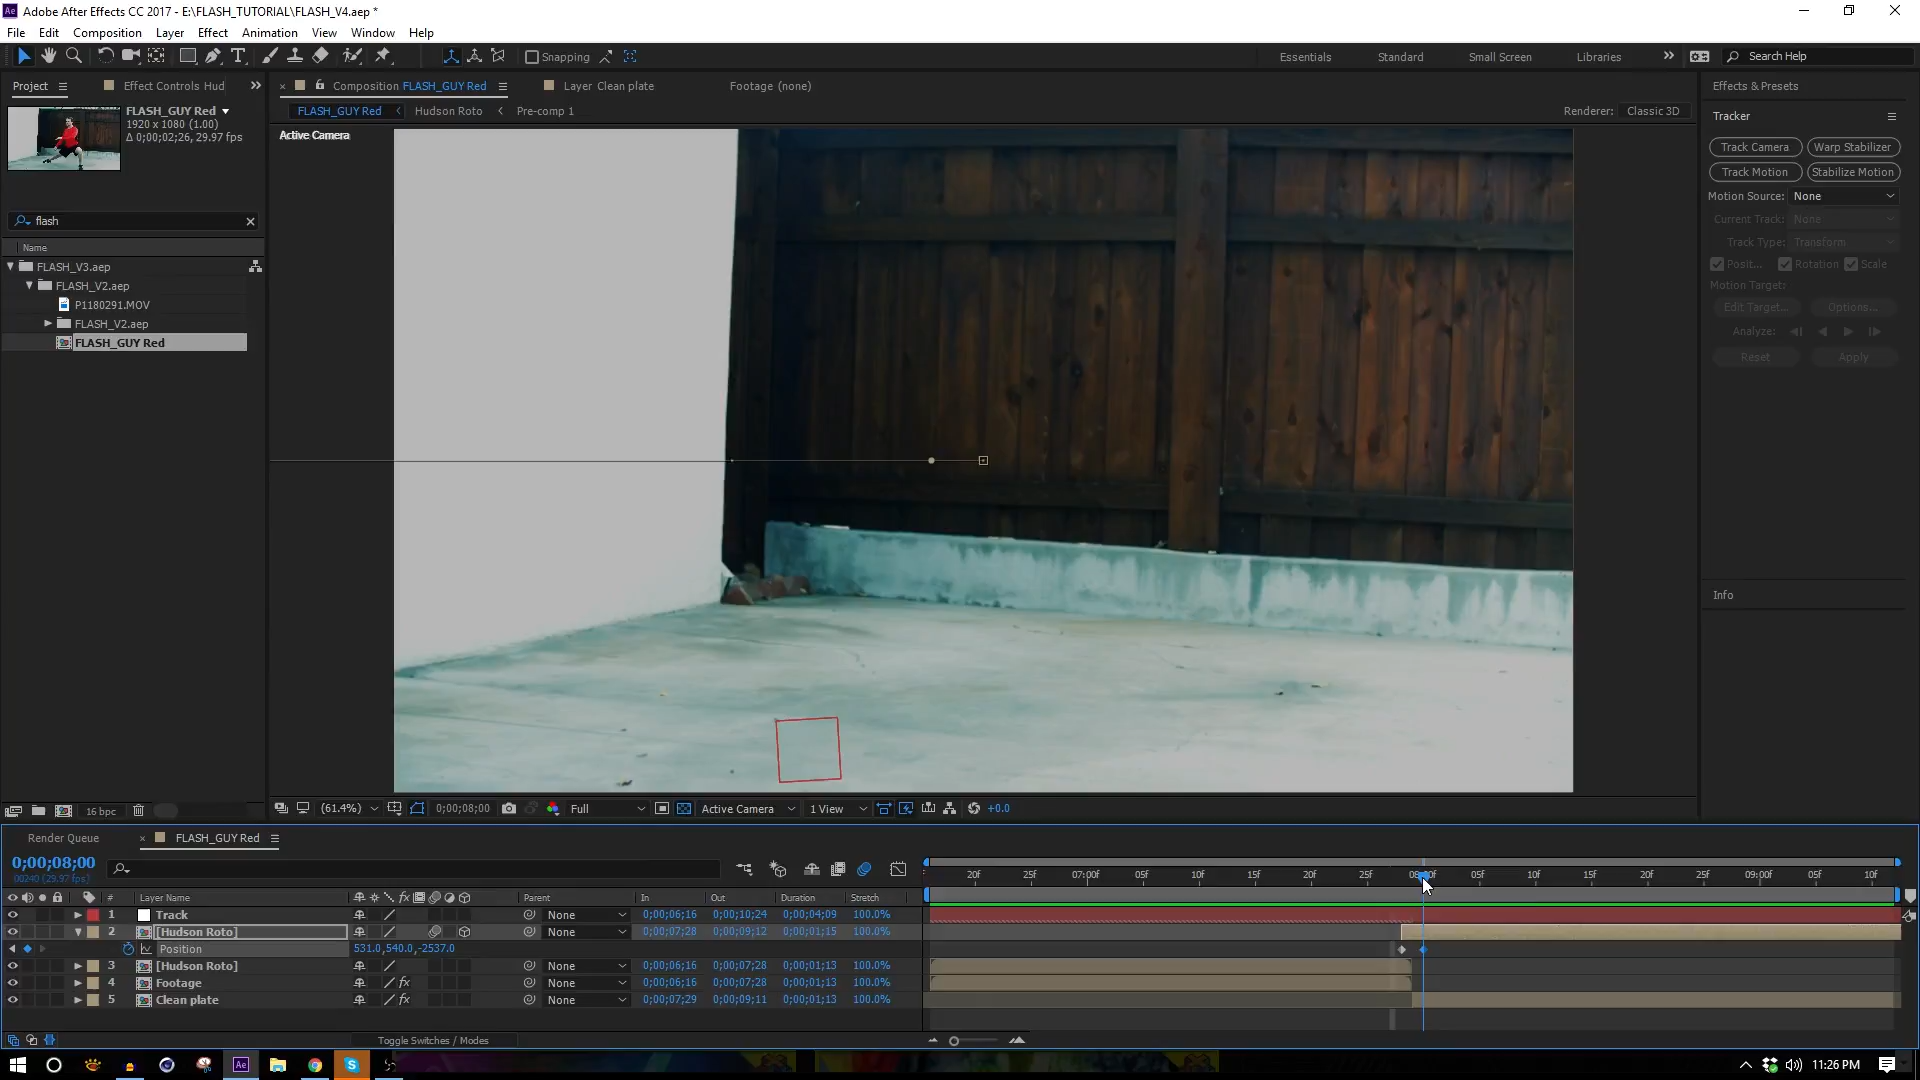 Adobe After Effects CC 2017 - E:\FLASH_TUTORIAL\FLASH_V4.aep *
File Edit Composition Layer Effect Animation View Window Help
Snapping
Essentials Standard Small Screen Libraries Search Help
Project Effect Controls Hud
Composition FLASH_GUY Red Layer Clean plate Footage (none)
Effects & Presets
FLASH_GUY Red
1920 x 1080 (1.00)
Δ 0;00;02;26, 29.97 fps
FLASH_GUY Red Hudson Roto Pre-comp 1
Renderer: Classic 3D
Active Camera
Tracker
Track Camera Warp Stabilizer
Track Motion Stabilize Motion
Motion Source: None
Current Track: None
Track Type: Transform
Posit... Rotation Scale
Motion Target:
Edit Target... Options...
Analyze:
Reset Apply
Info
flash
Name
FLASH_V3.aep
FLASH_V2.aep
P1180291.MOV
FLASH_V2.aep
FLASH_GUY Red
16 bpc
(61.4%) 0;00;08;00 Full Active Camera 1 View +0.0
Render Queue FLASH_GUY Red
0;00;08;00
00240 (29.97 fps)
20f 25f 07:00f 05f 10f 15f 20f 25f 08:00f 05f 10f 15f 20f 25f 09:00f 05f 10f
# Layer Name Parent In Out Duration Stretch
1 Track None 0;00;06;16 0;00;10;24 0;00;04;09 100.0%
2 [Hudson Roto] None 0;00;07;28 0;00;09;12 0;00;01;15 100.0%
Position 531.0,540.0,-2537.0
3 [Hudson Roto] None 0;00;06;16 0;00;07;28 0;00;01;13 100.0%
4 Footage None 0;00;06;16 0;00;07;28 0;00;01;13 100.0%
5 Clean plate None 0;00;07;29 0;00;09;11 0;00;01;13 100.0%
Toggle Switches / Modes
11:26 PM